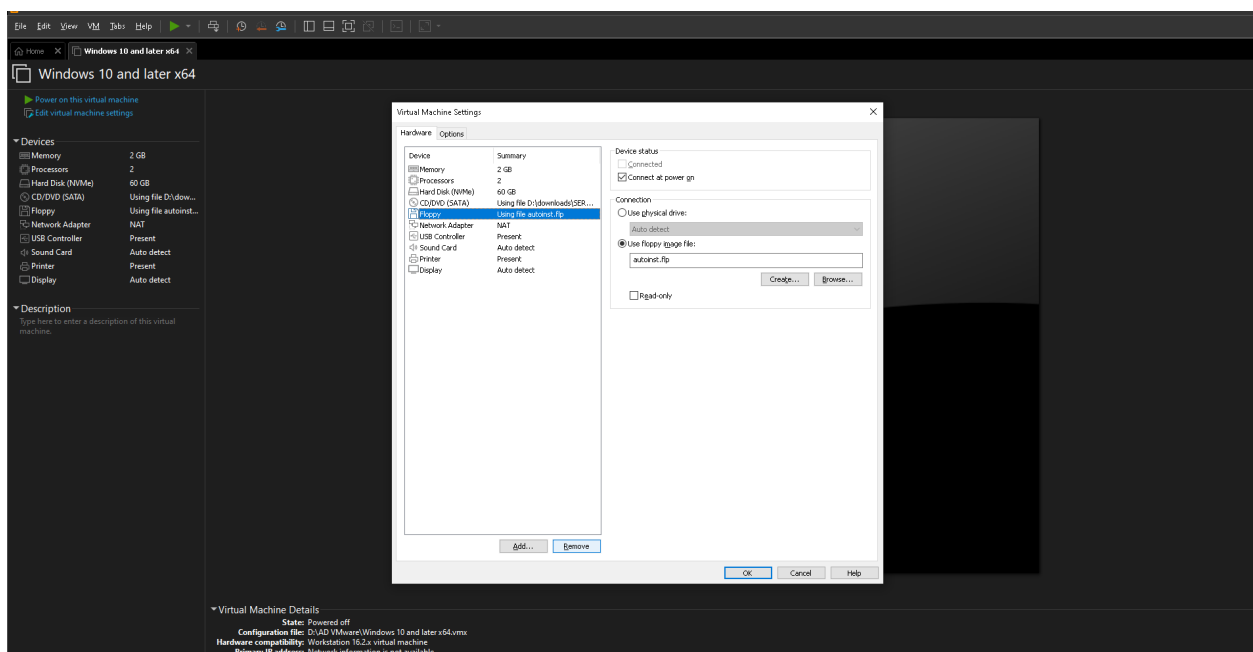 File Edit View VM Tabs Help
Home Windows 10 and later x64
Windows 10 and later x64
Power on this virtual machine
Edit virtual machine settings
Devices
Memory 2 GB
Processors 2
Hard Disk (NVMe) 60 GB
CD/DVD (SATA) Using file D:\dow...
Floppy Using file autoinst...
Network Adapter NAT
USB Controller Present
Sound Card Auto detect
Printer Present
Display Auto detect
Description
Type here to enter a description of this virtual
machine.
Virtual Machine Settings
Hardware Options
Device Summary
Memory 2 GB
Processors 2
Hard Disk (NVMe) 60 GB
CD/DVD (SATA) Using file D:\downloads\SER...
Floppy Using file autoinst.flp
Network Adapter NAT
USB Controller Present
Sound Card Auto detect
Printer Present
Display Auto detect
Add... Remove
Device status
Connected
Connect at power on
Connection
Use physical drive:
Auto detect
Use floppy image file:
autoinst.flp
Create... Browse...
Read-only
OK Cancel Help
Virtual Machine Details
State: Powered off
Configuration file: D:\AD VMware\Windows 10 and later x64.vmx
Hardware compatibility: Workstation 16.2.x virtual machine
Primary IP address: Network information is not available